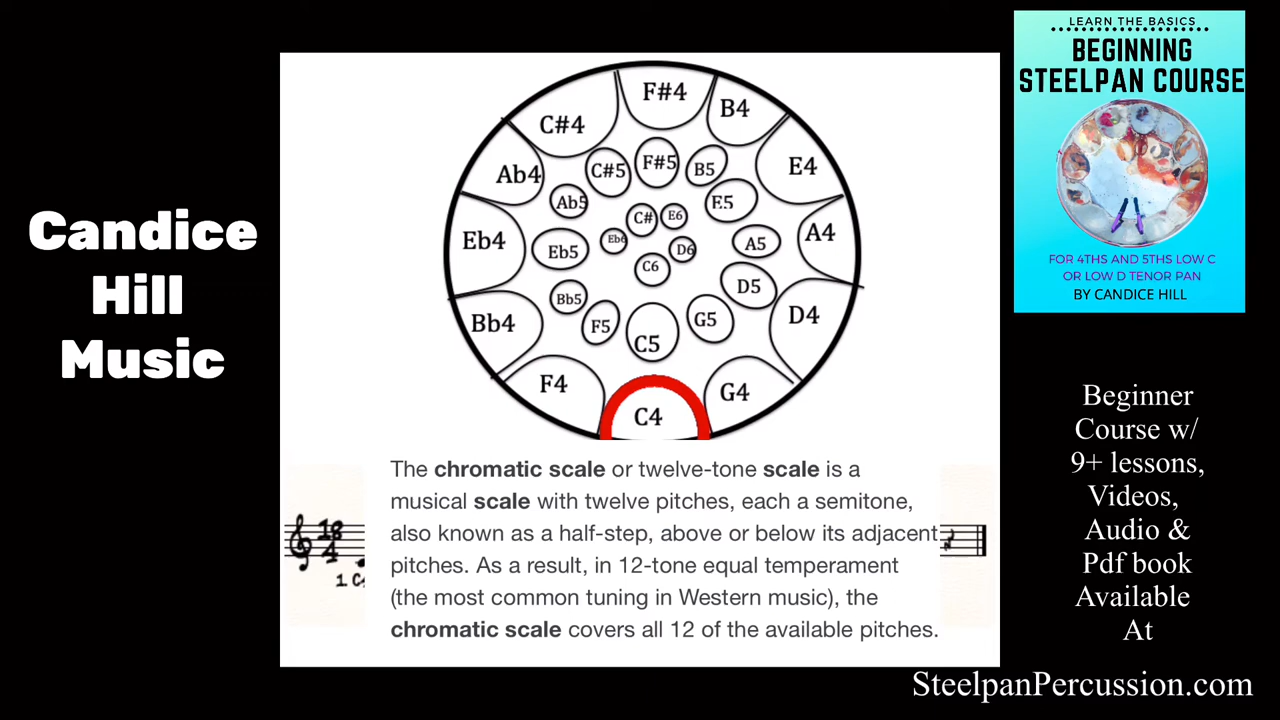 Candice
Hill
Music
F#4
C#4
B4
Ab4
E4
C#5
F#5
B5
Ab5
E5
C#
E6
Eb4
A4
Eb5
Eb6
D6
A5
C6
D5
Bb5
Bb4
F5
G5
D4
C5
F4
G4
C4
The chromatic scale or twelve-tone scale is a
musical scale with twelve pitches, each a semitone,
also known as a half-step, above or below its adjacent
pitches. As a result, in 12-tone equal temperament
(the most common tuning in Western music), the
chromatic scale covers all 12 of the available pitches.
18
4
1
LEARN THE BASICS
BEGINNING
STEELPAN COURSE
FOR 4THS AND 5THS LOW C
OR LOW D TENOR PAN
BY CANDICE HILL
Beginner
Course w/
9+ lessons,
Videos,
Audio &
Pdf book
Available
At
SteelpanPercussion.com